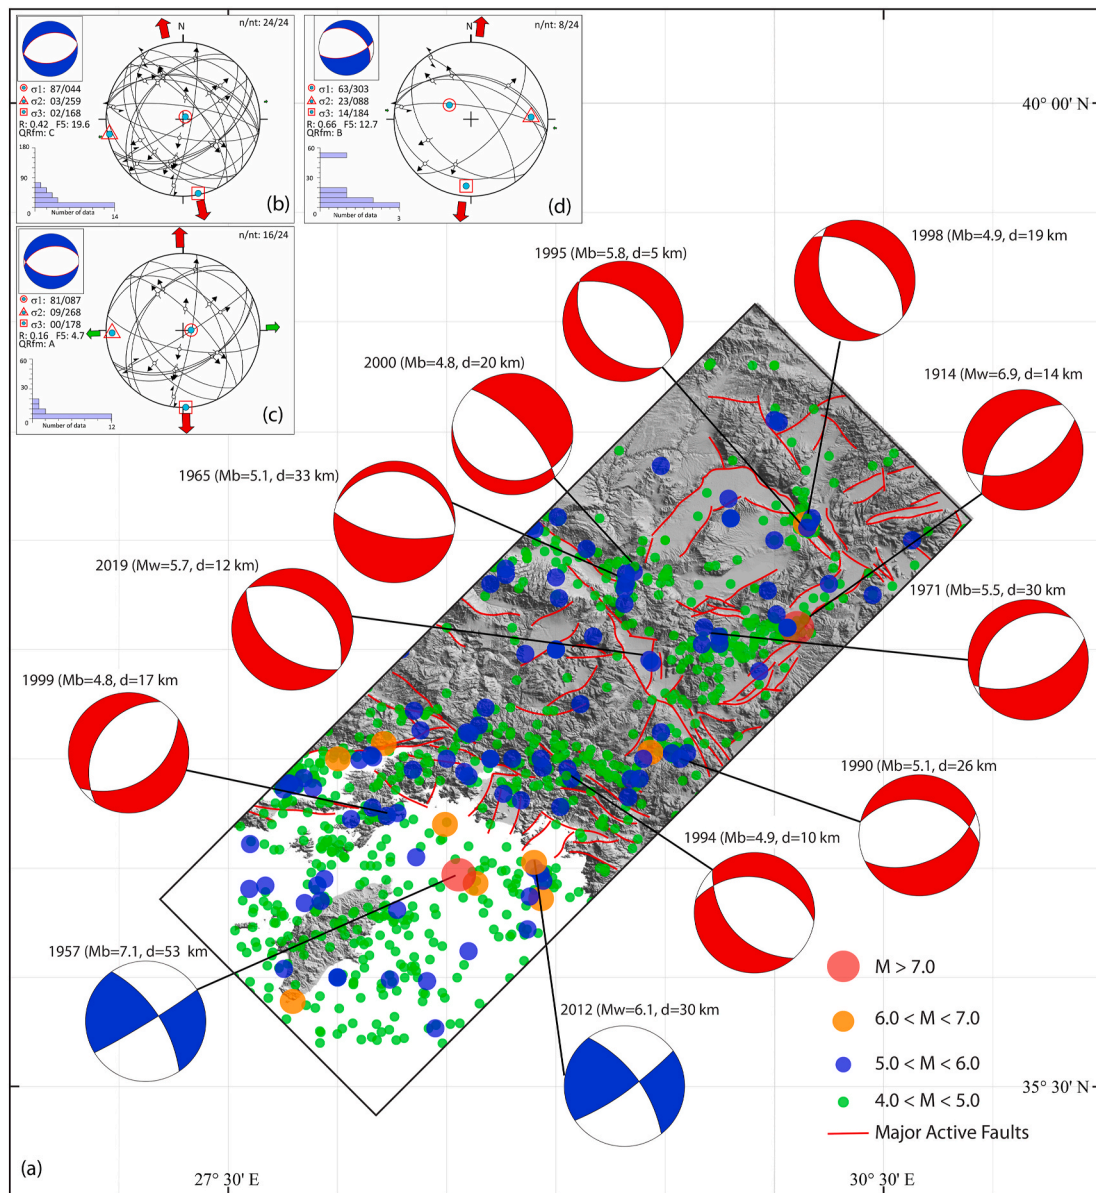 N
n/nt: 24/24
σ1: 87/044
σ2: 03/259
σ3: 02/168
R: 0.42 F5: 19.6
QRfm: C
180
90
0
Number of data
14
(b)
N
n/nt: 8/24
σ1: 63/303
σ2: 23/088
σ3: 14/184
R: 0.66 F5: 12.7
QRfm: B
60
30
0
Number of data
3
(d)
n/nt: 16/24
σ1: 81/087
σ2: 09/268
σ3: 00/178
R: 0.16 F5: 4.7
QRfm: A
60
30
0
Number of data
12
(c)
40° 00' N
1995 (Mb=5.8, d=5 km)
1998 (Mb=4.9, d=19 km
2000 (Mb=4.8, d=20 km)
1914 (Mw=6.9, d=14 km
1965 (Mb=5.1, d=33 km)
2019 (Mw=5.7, d=12 km)
1971 (Mb=5.5, d=30 km
1999 (Mb=4.8, d=17 km
1990 (Mb=5.1, d=26 km
1994 (Mb=4.9, d=10 km
1957 (Mb=7.1, d=53 km
2012 (Mw=6.1, d=30 km
M > 7.0
6.0 < M < 7.0
5.0 < M < 6.0
4.0 < M < 5.0
Major Active Faults
35° 30' N
(a)
27° 30' E
30° 30' E